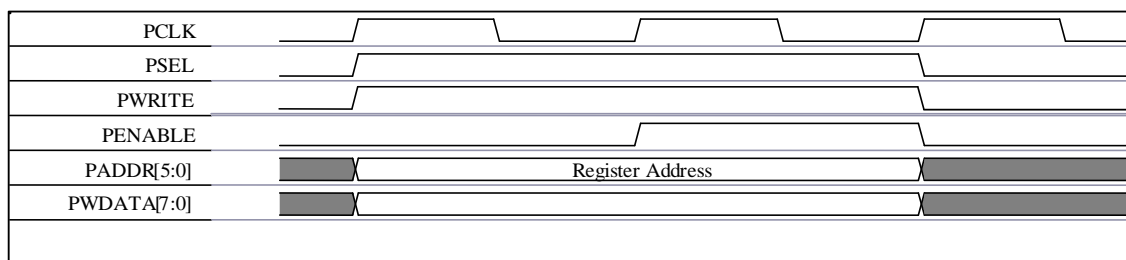 PCLK
PSEL
PWRITE
PENABLE
PADDR[5:0] Register Address
PWDATA[7:0]